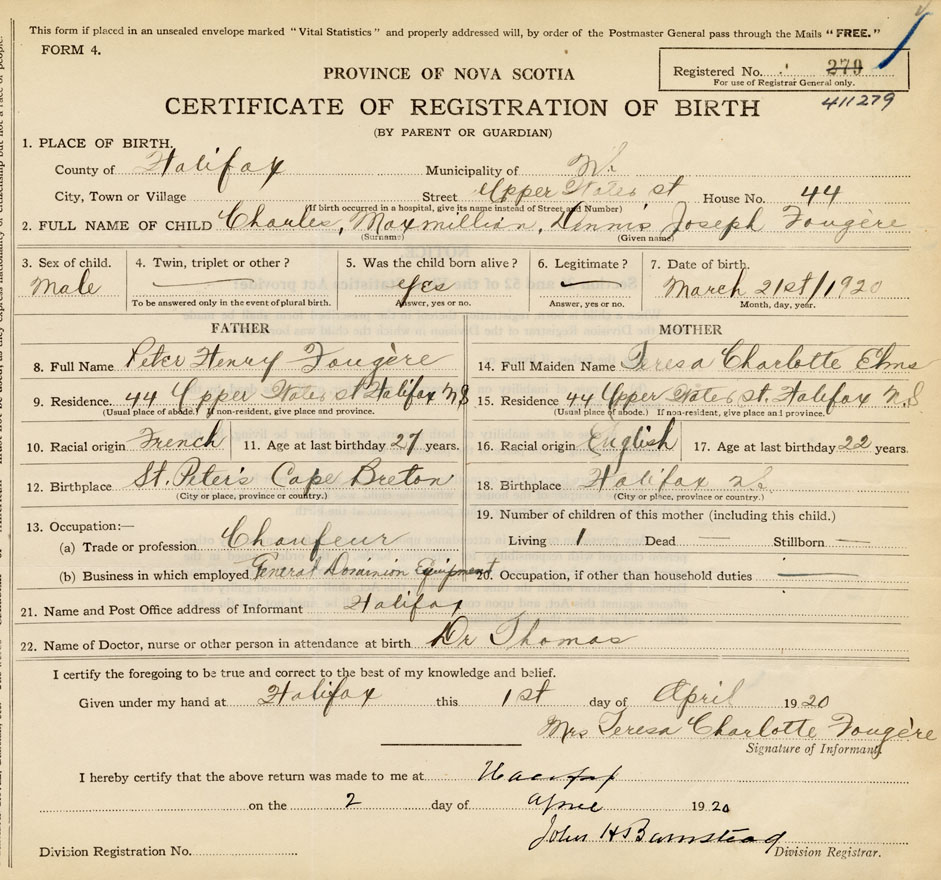 This form if placed in an unsealed envelope marked "Vital Statistics" and properly addressed will, by order of the Postmaster General pass through the Mails "FREE."
FORM 4.
PROVINCE OF NOVA SCOTIA
Registered No. 279
For use of Registrar General only.
411279
CERTIFICATE OF REGISTRATION OF BIRTH
(BY PARENT OR GUARDIAN)
1. PLACE OF BIRTH.
County of Halifax Municipality of
City, Town or Village Street Upper Water st House No. 44
(If birth occurred in a hospital, give its name instead of Street and Number)
2. FULL NAME OF CHILD Charles, Maxmillian, Dennis Joseph Fougère
(Surname) (Given name)
3. Sex of child. 4. Twin, triplet or other? 5. Was the child born alive? 6. Legitimate? 7. Date of birth.
Male — Yes — March 21st/1920
To be answered only in the event of plural birth. Answer, yes or no. Answer, yes or no. Month, day, year.
FATHER
8. Full Name Peter Henry Fougère
9. Residence. 44 Upper Water st Halifax N.S
(Usual place of abode.) If non-resident, give place and province.
10. Racial origin French 11. Age at last birthday 27 years.
12. Birthplace St. Peter's Cape Breton
(City or place, province or country.)
13. Occupation:—
(a) Trade or profession Chaufeur
(b) Business in which employed General Dominion Equipment
MOTHER
14. Full Maiden Name Teresa Charlotte Elms
15. Residence 44 Upper Water st. Halifax N.S
(Usual place of abode.) If non-resident, give place and province.
16. Racial origin English 17. Age at last birthday 22 years.
18. Birthplace Halifax
(City or place, province or country.)
19. Number of children of this mother (including this child.)
Living 1 Dead — Stillborn —
20. Occupation, if other than household duties —
21. Name and Post Office address of Informant Halifax
22. Name of Doctor, nurse or other person in attendance at birth Dr Thomas
I certify the foregoing to be true and correct to the best of my knowledge and belief.
Given under my hand at Halifax this 1st day of April 1920
Mrs Teresa Charlotte Fougère
Signature of Informant.
I hereby certify that the above return was made to me at Halifax
on the 2 day of April 1920
John H Barnstead
Division Registration No. Division Registrar.